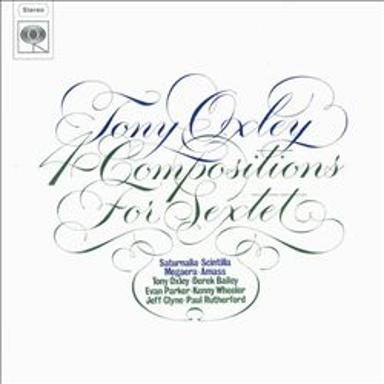 Stereo
Tony Oxley
4 Compositions
For Sextet
Saturnalia·Scintilla
Megaera·Amass
Tony Oxley·Derek Bailey
Evan Parker·Kenny Wheeler
Jeff Clyne·Paul Rutherford